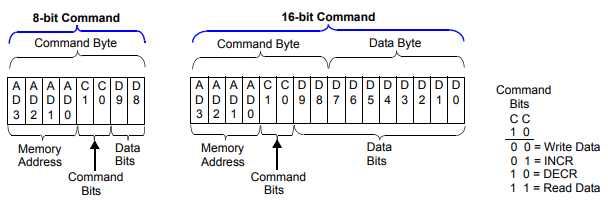 8-bit Command
Command Byte
A A A A C C D D
D D D D 1 0 9 8
3 2 1 0
Memory Address
Command Bits
Data Bits
16-bit Command
Command Byte
Data Byte
A A A A C C D D D D D D D D D D
D D D D 1 0 9 8 7 6 5 4 3 2 1 0
3 2 1 0
Memory Address
Command Bits
Data Bits
Command
Bits
C C
1 0
0 0 = Write Data
0 1 = INCR
1 0 = DECR
1 1 = Read Data